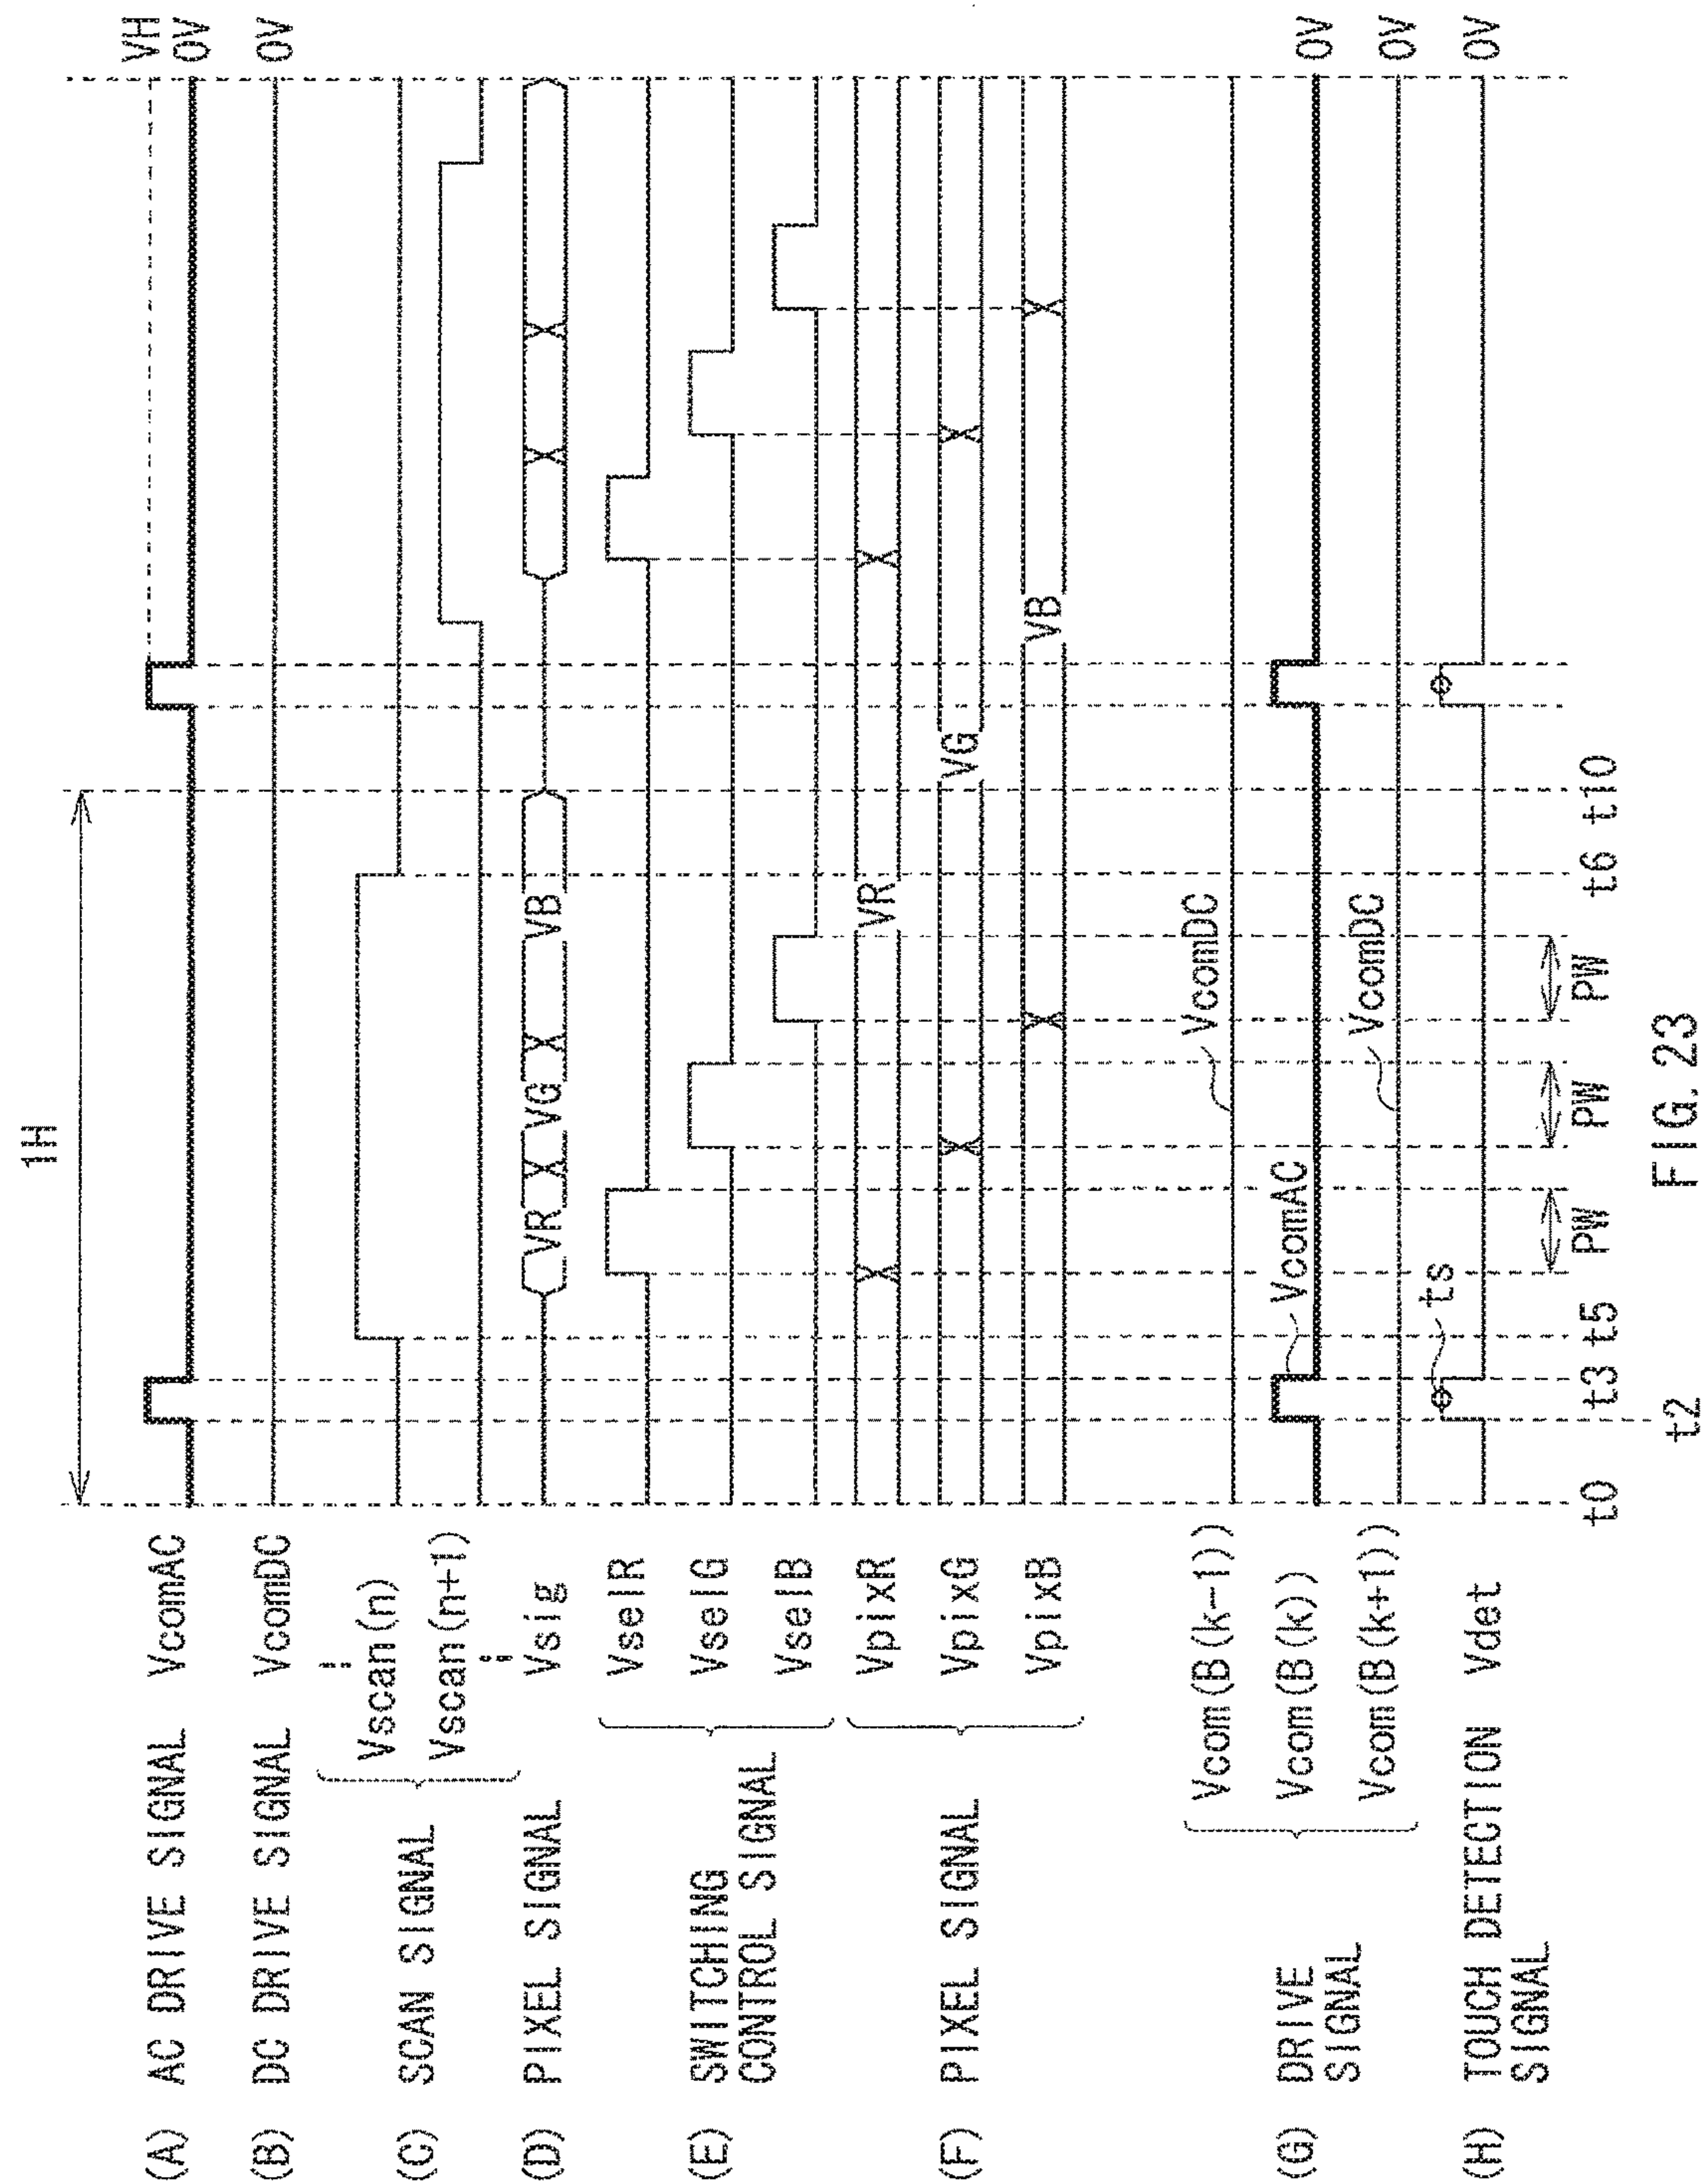 1H
(A) AC DRIVE SIGNAL VcomAC VH
0V
(B) DC DRIVE SIGNAL VcomDC 0V
(C) SCAN SIGNAL
Vscan(n)
Vscan(n+1)
(D) PIXEL SIGNAL Vsig VR VG VB
(E) SWITCHING
CONTROL SIGNAL
VselR
VselG
VselB
(F) PIXEL SIGNAL
VpixR VR
VpixG VG
VpixB VB
(G) DRIVE
SIGNAL
Vcom(B(k-1)) VcomDC
Vcom(B(k)) VcomAC 0V
Vcom(B(k+1)) VcomDC 0V
(H) TOUCH DETECTION
SIGNAL
Vdet ts 0V
PW PW PW
t0 t3 t5 t6 t10
t2
FIG. 23